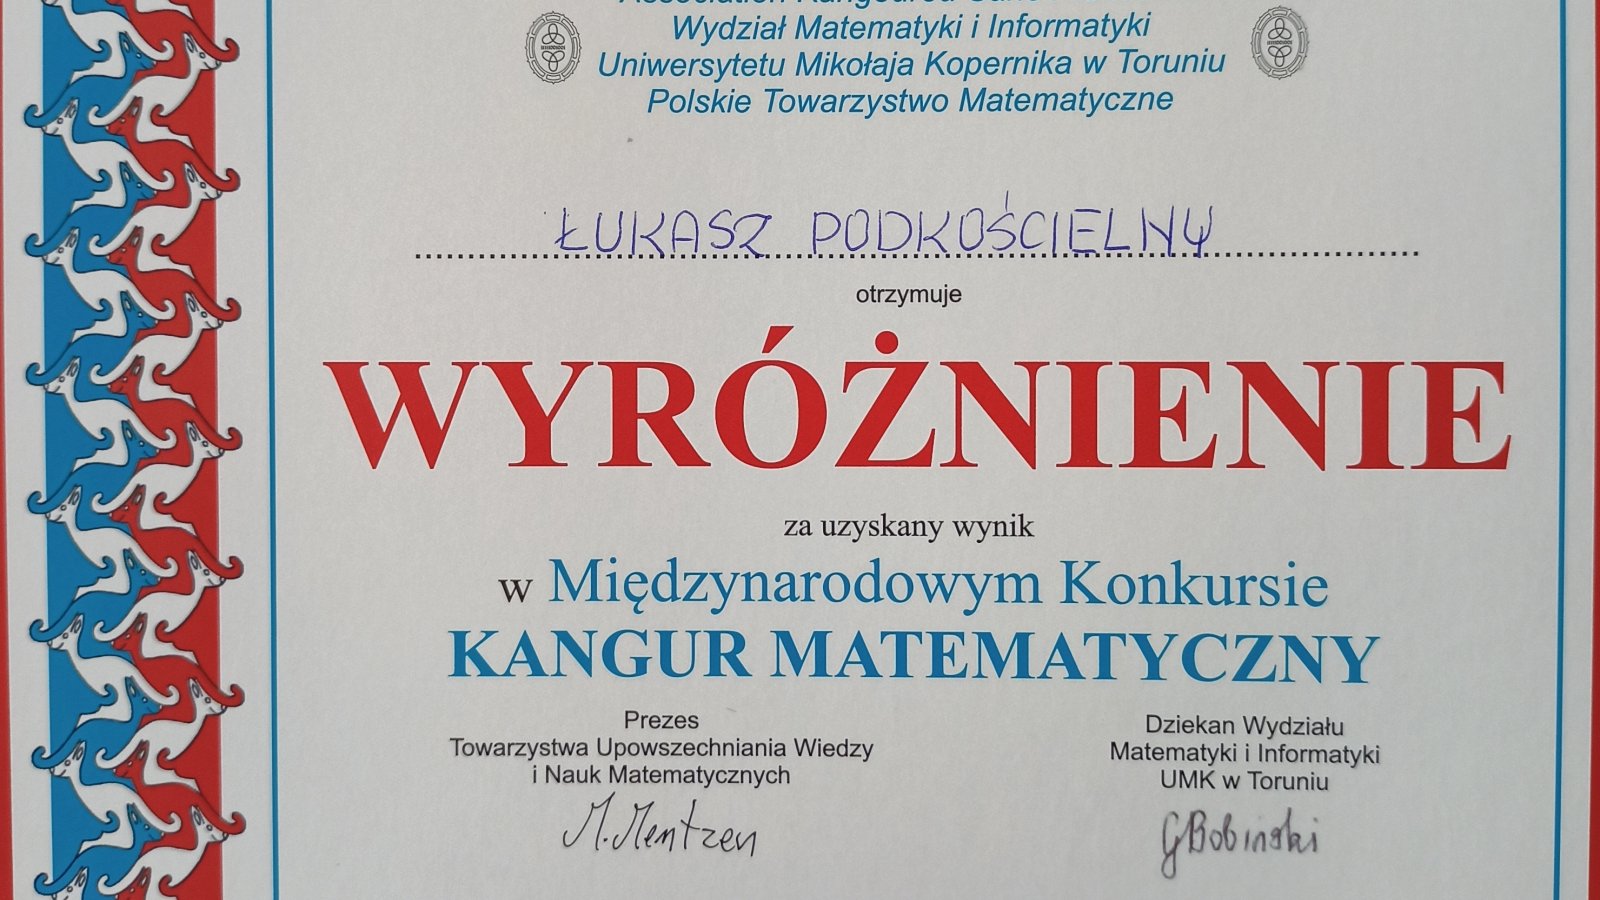 Wydział Matematyki i Informatyki
Uniwersytetu Mikołaja Kopernika w Toruniu
Polskie Towarzystwo Matematyczne
ŁUKASZ PODKOŚCIELNY
otrzymuje
WYRÓŻNIENIE
za uzyskany wynik
w Międzynarodowym Konkursie
KANGUR MATEMATYCZNY
Prezes
Towarzystwa Upowszechniania Wiedzy
i Nauk Matematycznych
M. Mentzen
Dziekan Wydziału
Matematyki i Informatyki
UMK w Toruniu
G Bobiński